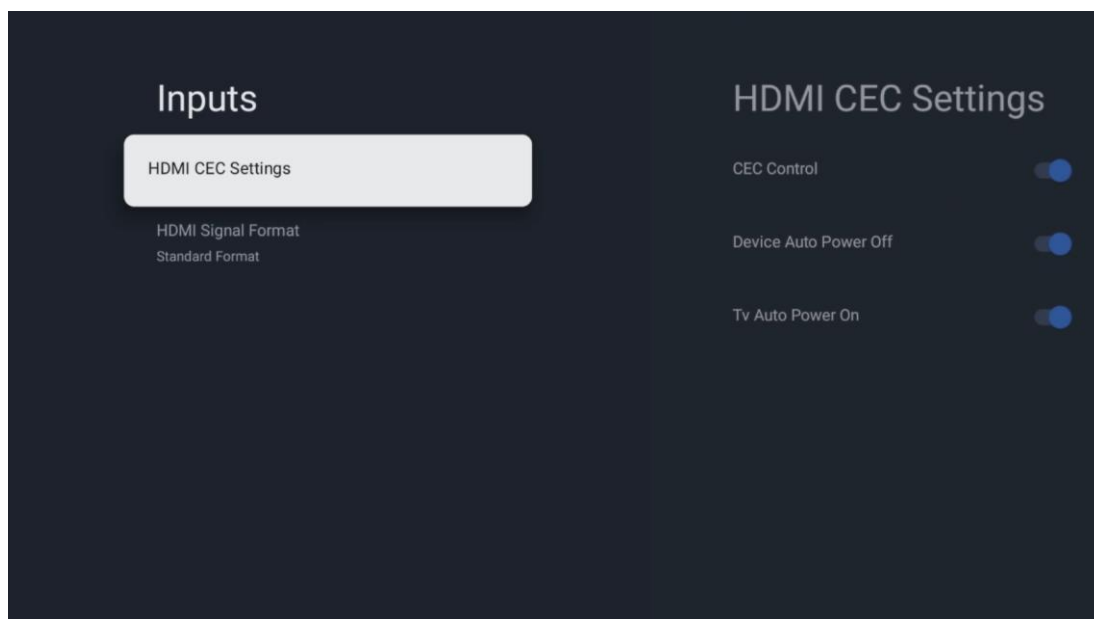 Inputs
HDMI CEC Settings
HDMI Signal Format
Standard Format
HDMI CEC Settings
CEC Control
Device Auto Power Off
Tv Auto Power On